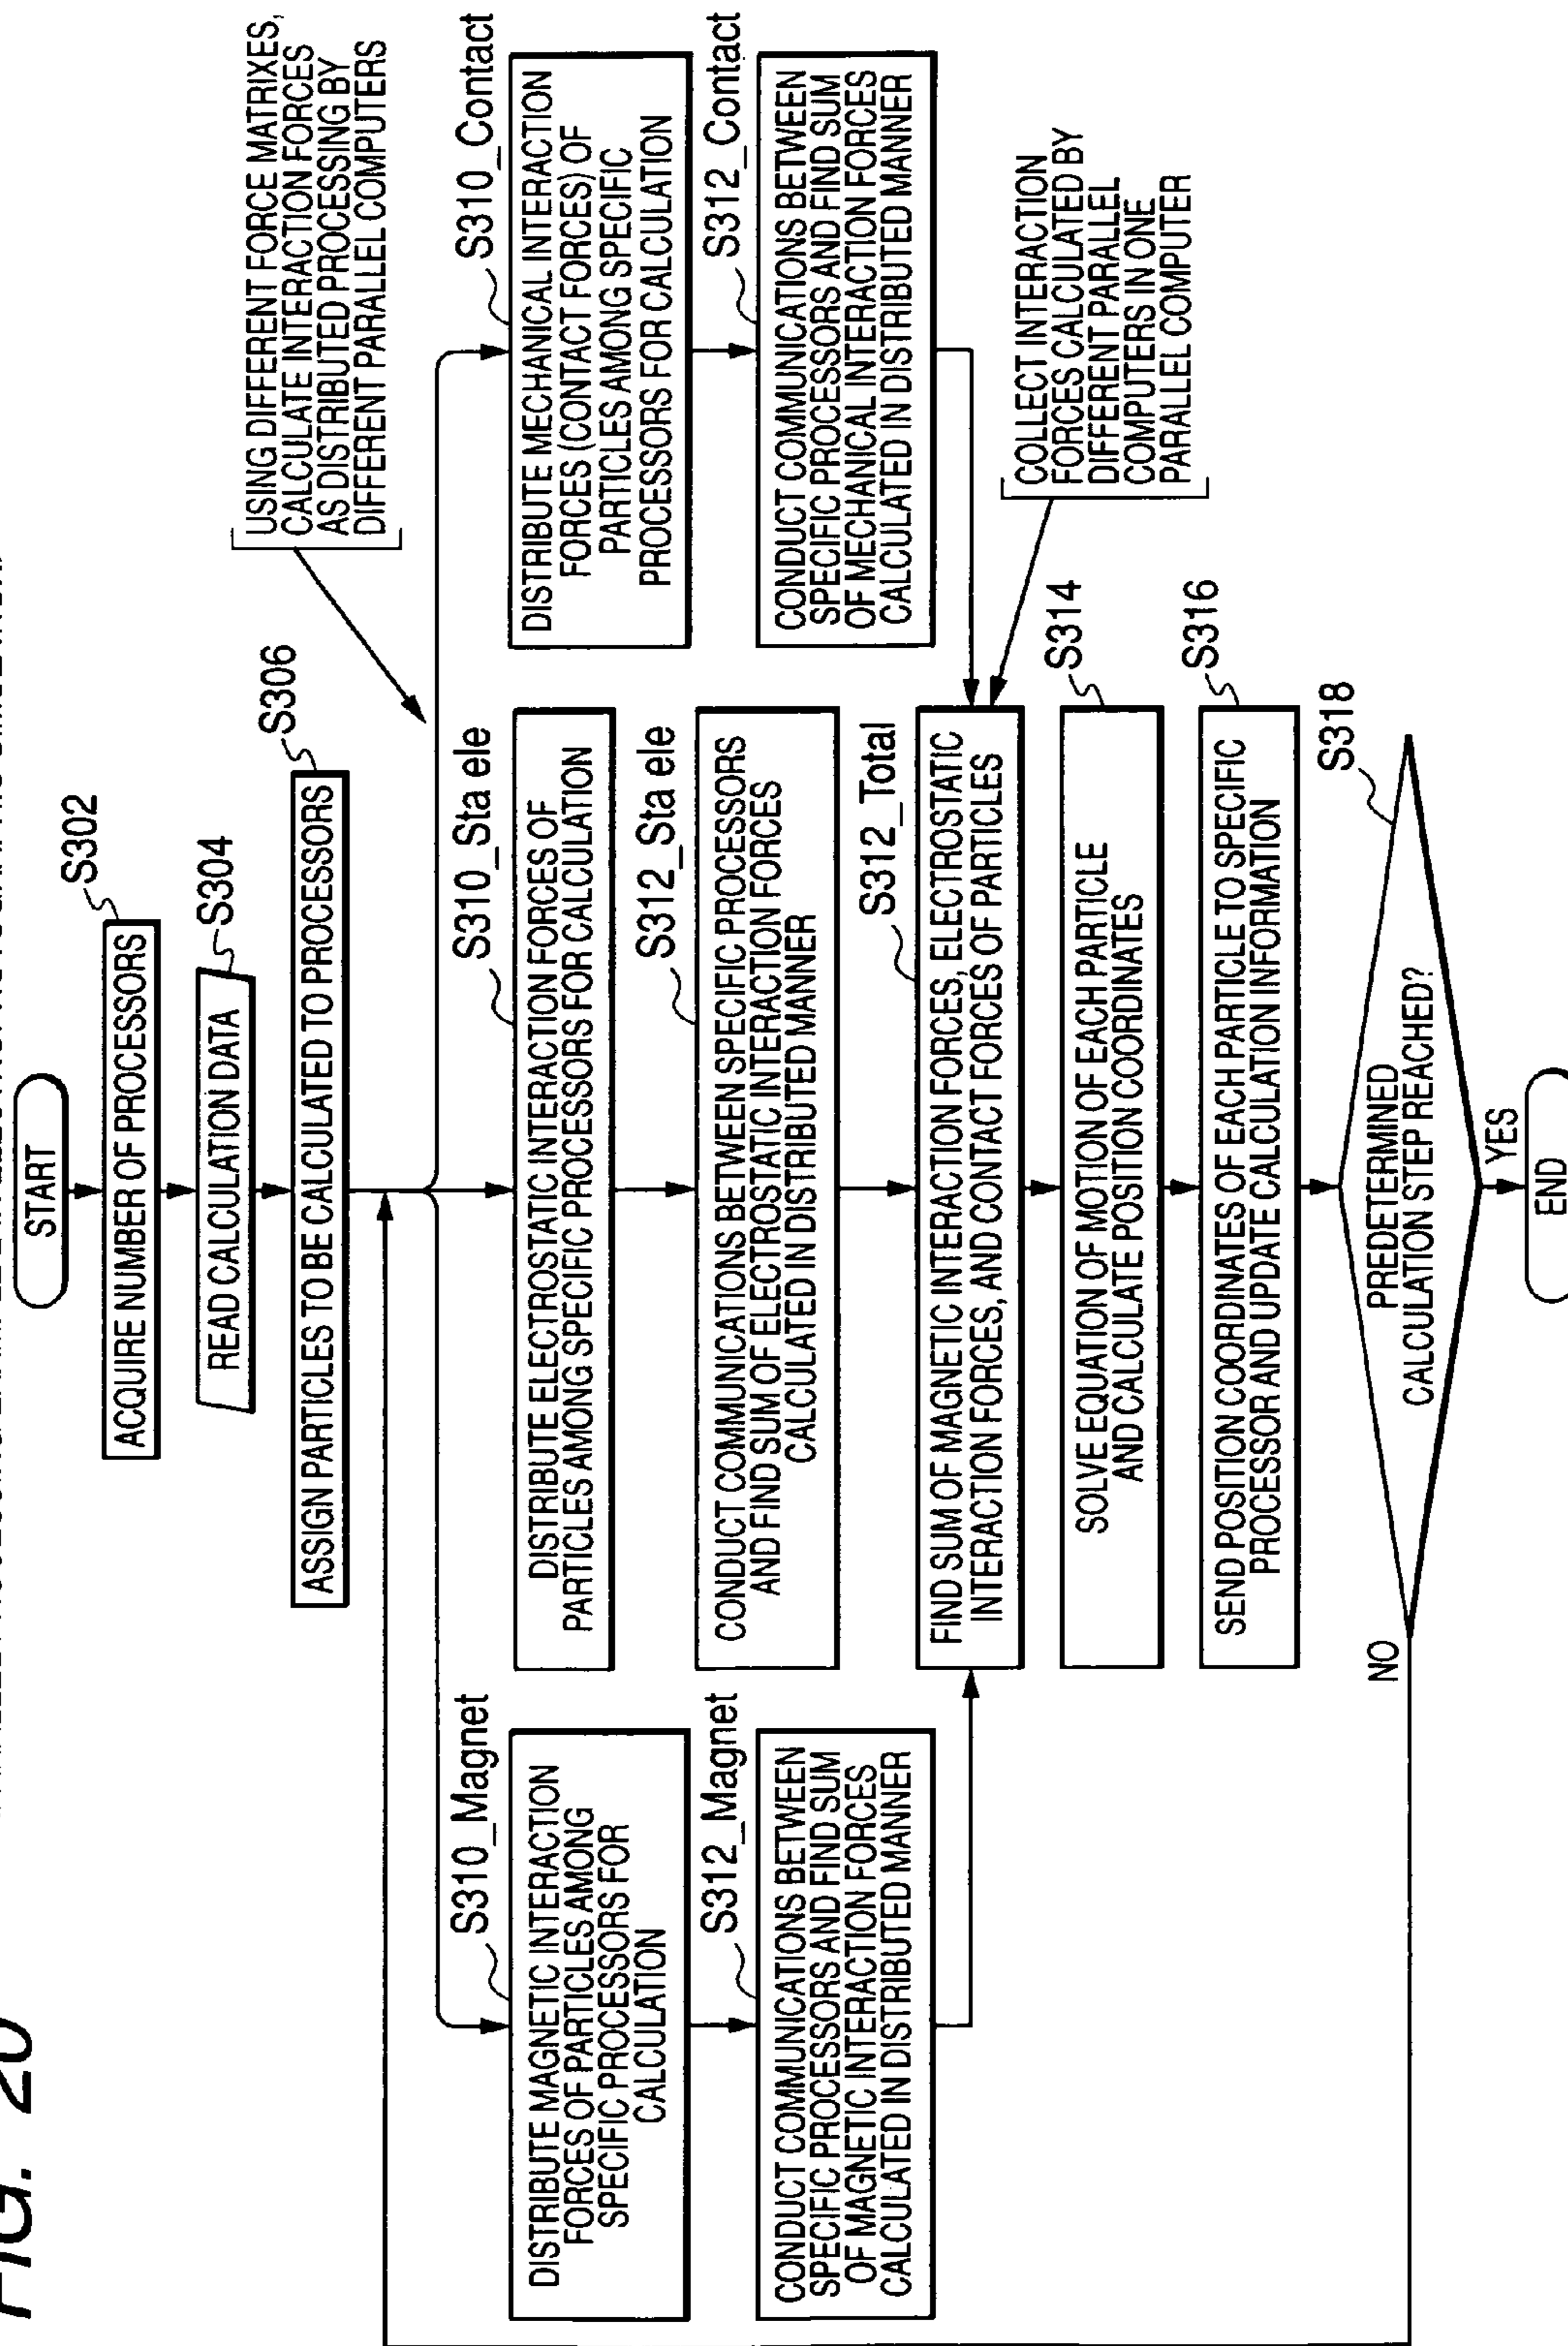 FIG. 20
START
ACQUIRE NUMBER OF PROCESSORS
S302
READ CALCULATION DATA
S304
ASSIGN PARTICLES TO BE CALCULATED TO PROCESSORS
S306
USING DIFFERENT FORCE MATRIXES,
CALCULATE INTERACTION FORCES
AS DISTRIBUTED PROCESSING BY
DIFFERENT PARALLEL COMPUTERS
S310_Magnet
DISTRIBUTE MAGNETIC INTERACTION
FORCES OF PARTICLES AMONG
SPECIFIC PROCESSORS FOR
CALCULATION
S310_Sta ele
DISTRIBUTE ELECTROSTATIC INTERACTION FORCES OF
PARTICLES AMONG SPECIFIC PROCESSORS FOR CALCULATION
S310_Contact
DISTRIBUTE MECHANICAL INTERACTION
FORCES (CONTACT FORCES) OF
PARTICLES AMONG SPECIFIC
PROCESSORS FOR CALCULATION
S312_Magnet
CONDUCT COMMUNICATIONS BETWEEN
SPECIFIC PROCESSORS AND FIND SUM
OF MAGNETIC INTERACTION FORCES
CALCULATED IN DISTRIBUTED MANNER
S312_Sta ele
CONDUCT COMMUNICATIONS BETWEEN SPECIFIC PROCESSORS
AND FIND SUM OF ELECTROSTATIC INTERACTION FORCES
CALCULATED IN DISTRIBUTED MANNER
S312_Contact
CONDUCT COMMUNICATIONS BETWEEN
SPECIFIC PROCESSORS AND FIND SUM
OF MECHANICAL INTERACTION FORCES
CALCULATED IN DISTRIBUTED MANNER
S312_Total
FIND SUM OF MAGNETIC INTERACTION FORCES, ELECTROSTATIC
INTERACTION FORCES, AND CONTACT FORCES OF PARTICLES
COLLECT INTERACTION
FORCES CALCULATED BY
DIFFERENT PARALLEL
COMPUTERS IN ONE
PARALLEL COMPUTER
S314
SOLVE EQUATION OF MOTION OF EACH PARTICLE
AND CALCULATE POSITION COORDINATES
S316
SEND POSITION COORDINATES OF EACH PARTICLE TO SPECIFIC
PROCESSOR AND UPDATE CALCULATION INFORMATION
S318
PREDETERMINED
CALCULATION STEP REACHED?
NO
YES
END